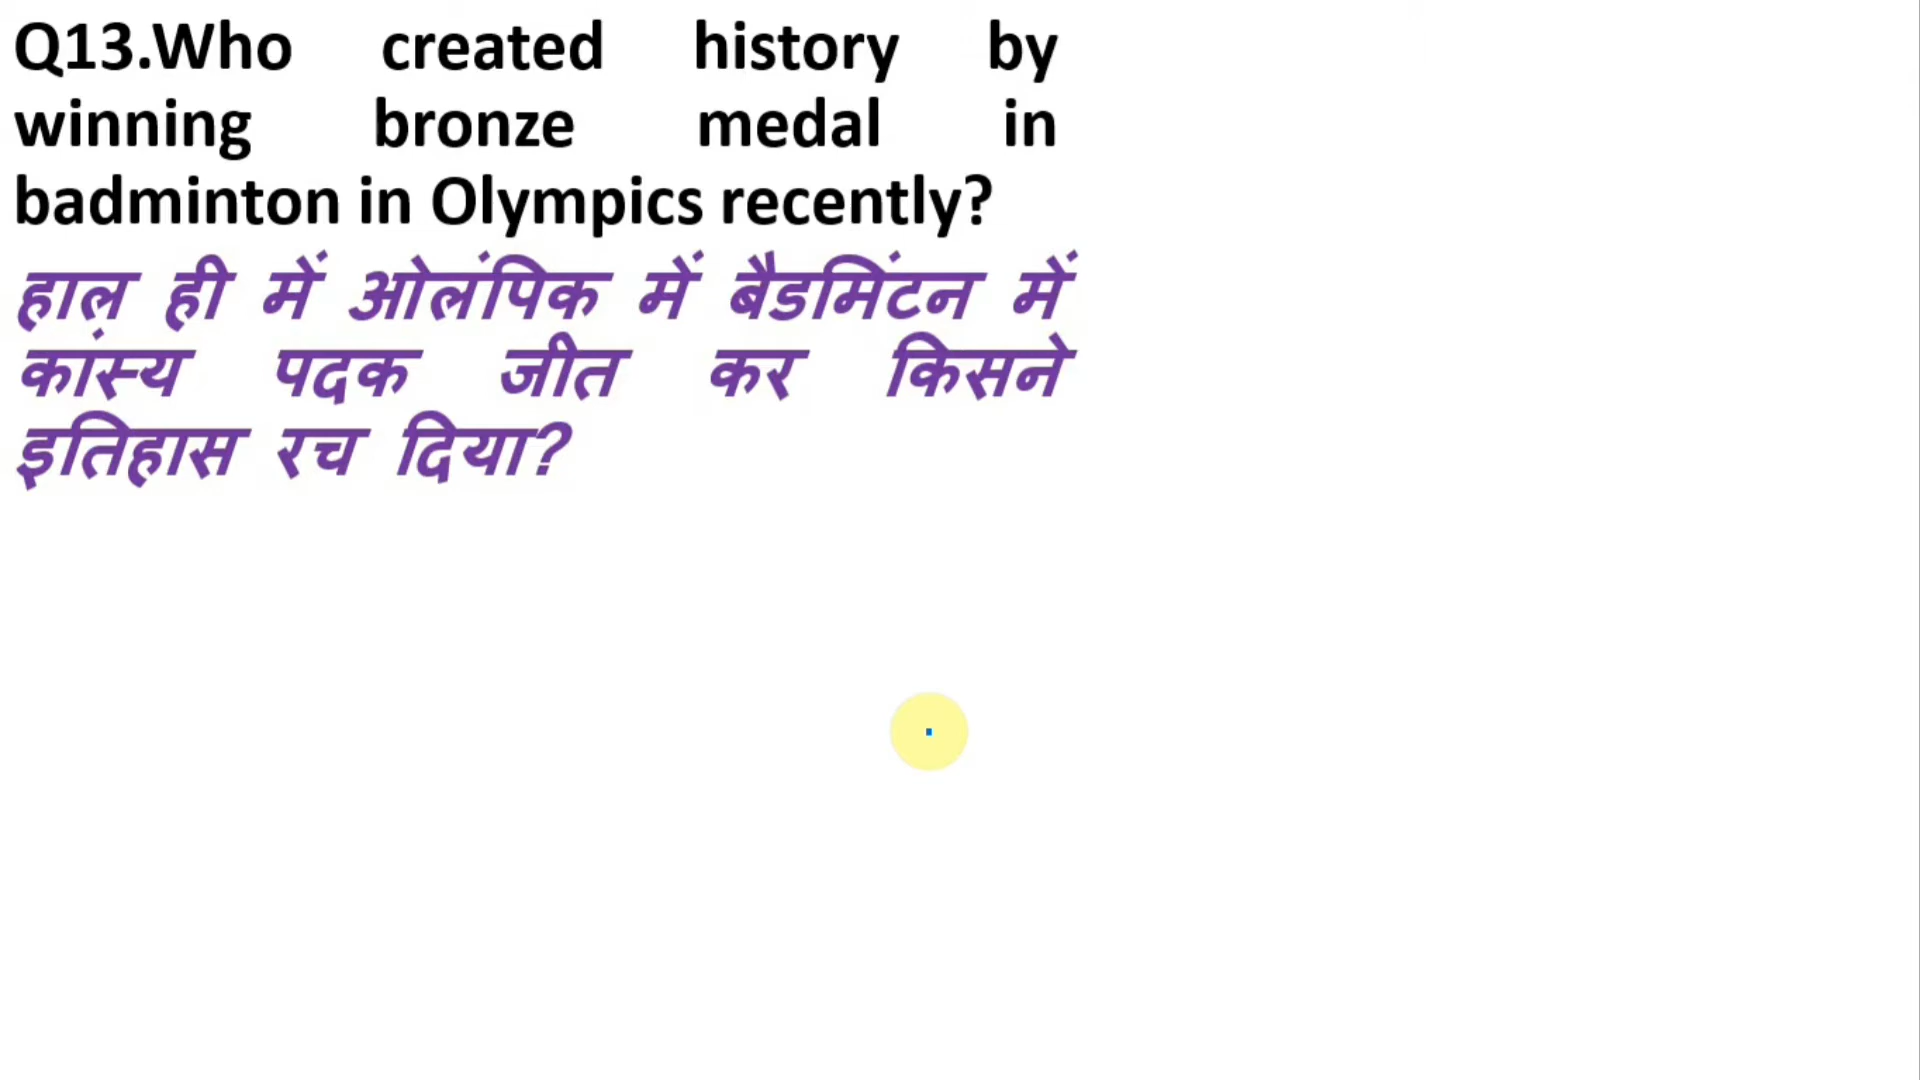 Q13.Who created history by
winning bronze medal in
badminton in Olympics recently?
हाल ही में ओलंपिक में बैडमिंटन में
कांस्य पदक जीत कर किसने
इतिहास रच दिया?